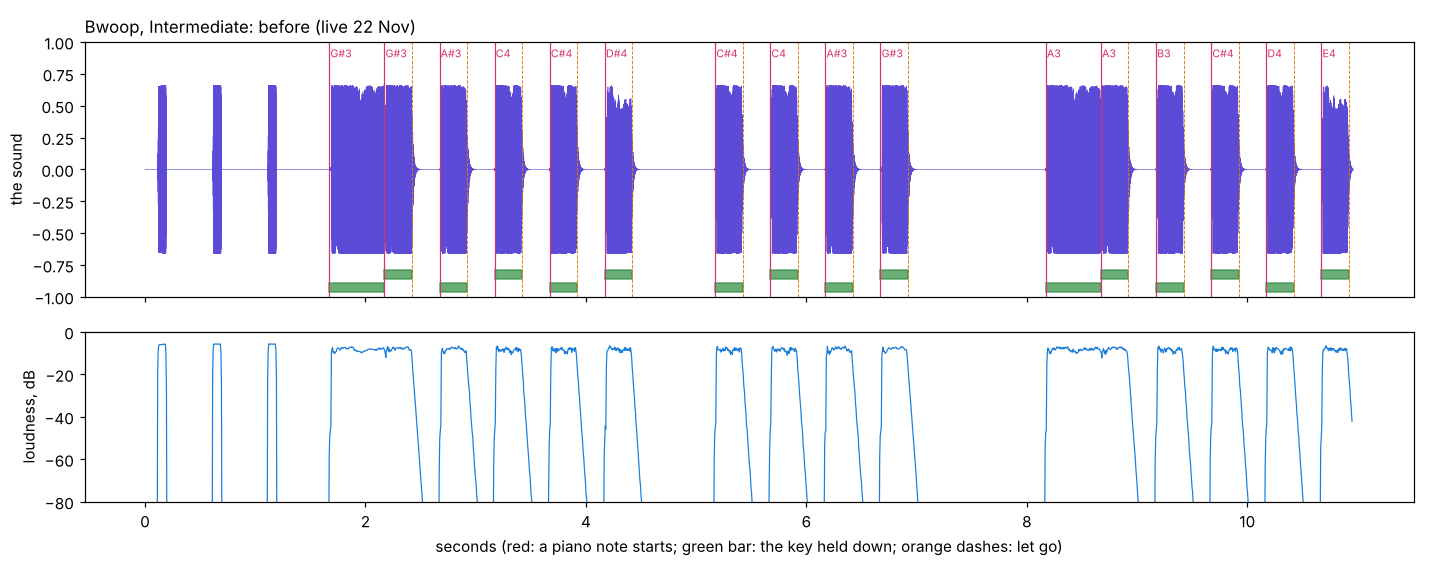 Bwoop, Intermediate: before (live 22 Nov)
the sound
1.00
0.75
0.50
0.25
0.00
−0.25
−0.50
−0.75
−1.00
G#3 G#3 A#3 C4 C#4 D#4 C#4 C4 A#3 G#3 A3 A3 B3 C#4 D4 E4
loudness, dB
0
−20
−40
−60
−80
0 2 4 6 8 10
seconds (red: a piano note starts; green bar: the key held down; orange dashes: let go)